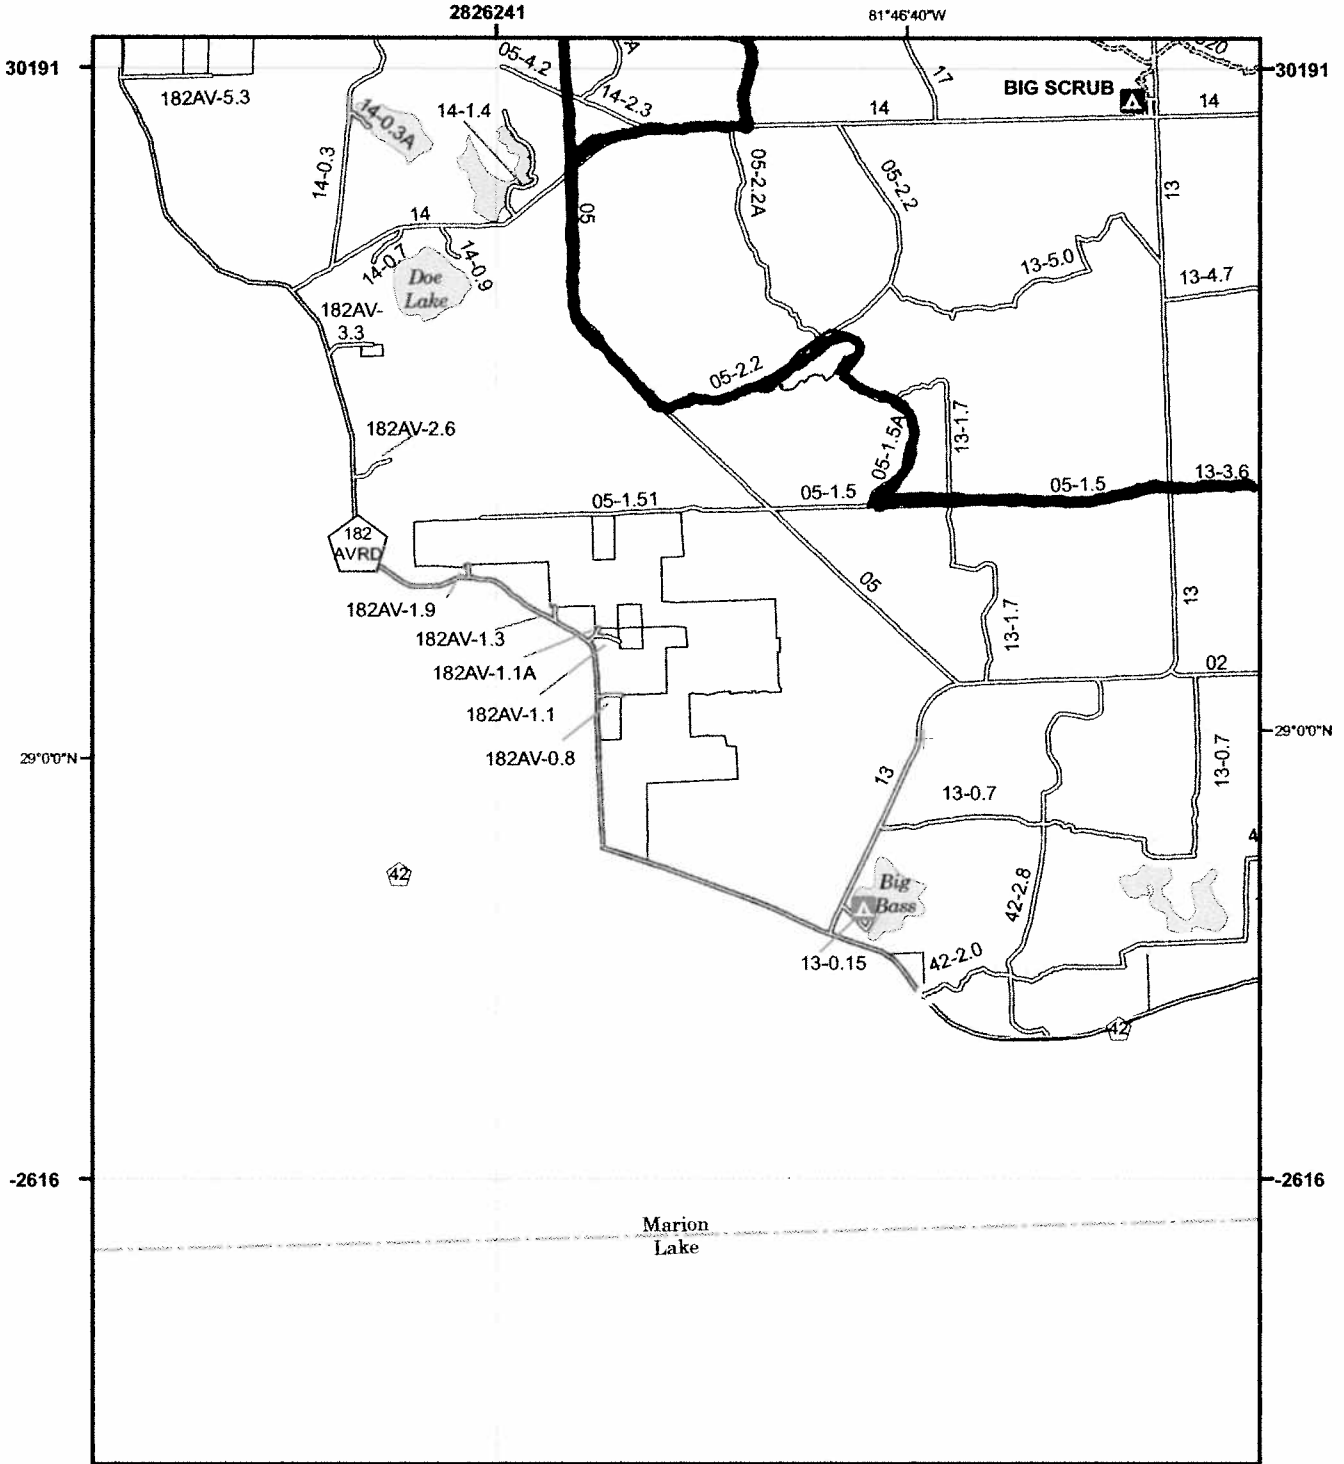 2826241
81°46'40"W
30191
30191
05-4.2
17
BIG SCRUB
182AV-5.3
14-0.3A
14-1.4
14-2.3
14
14
14-0.3
05-2.2A
05-2.2
13
14
05
14-0.7
14-0.9
13-5.0
13-4.7
Doe
Lake
182AV-
3.3
05-2.2
182AV-2.6
05-1.5A
13-1.7
05-1.51
05-1.5
05-1.5
13-3.6
182
AVRD
05
182AV-1.9
13
182AV-1.3
13-1.7
182AV-1.1A
02
182AV-1.1
29°0'0"N
182AV-0.8
29°0'0"N
13
13-0.7
13-0.7
42
Big
Bass
42-2.8
13-0.15
42-2.0
42
-2616
-2616
Marion
Lake